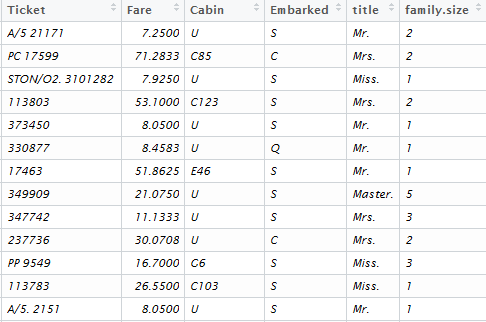 Ticket Fare Cabin Embarked title family.size
A/5 21171 7.2500 U S Mr. 2
PC 17599 71.2833 C85 C Mrs. 2
STON/O2. 3101282 7.9250 U S Miss. 1
113803 53.1000 C123 S Mrs. 2
373450 8.0500 U S Mr. 1
330877 8.4583 U Q Mr. 1
17463 51.8625 E46 S Mr. 1
349909 21.0750 U S Master. 5
347742 11.1333 U S Mrs. 3
237736 30.0708 U C Mrs. 2
PP 9549 16.7000 G6 S Miss. 3
113783 26.5500 C103 S Miss. 1
A/5. 2151 8.0500 U S Mr. 1